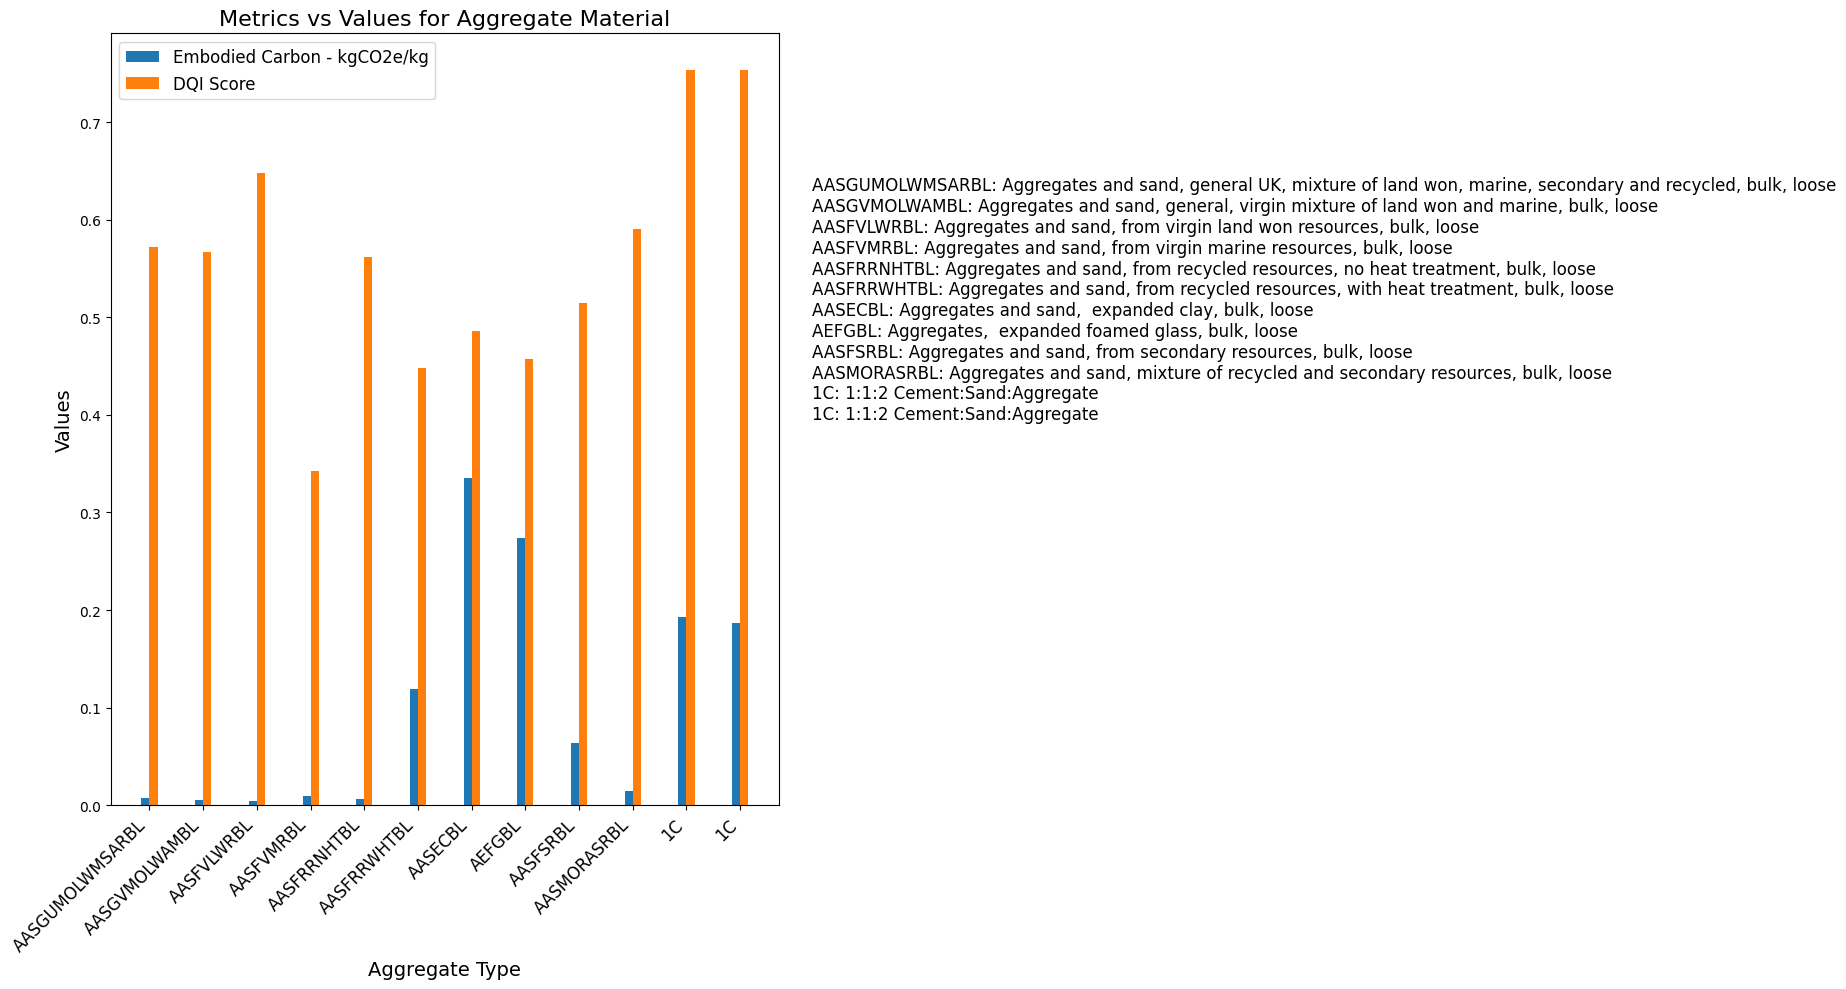 Metrics vs Values for Aggregate Material
Embodied Carbon - kgCO2e/kg
DQI Score
Values
0.7
0.6
0.5
0.4
0.3
0.2
0.1
0.0
AASGUMOLWMSARBL
AASGVMOLWAMBL
AASFVLWRBL
AASFVMRBL
AASFRRNHTBL
AASFRRWHTBL
AASECBL
AEFGBL
AASFSRBL
AASMORASRBL
1C
1C
Aggregate Type
AASGUMOLWMSARBL: Aggregates and sand, general UK, mixture of land won, marine, secondary and recycled, bulk, loose
AASGVMOLWAMBL: Aggregates and sand, general, virgin mixture of land won and marine, bulk, loose
AASFVLWRBL: Aggregates and sand, from virgin land won resources, bulk, loose
AASFVMRBL: Aggregates and sand, from virgin marine resources, bulk, loose
AASFRRNHTBL: Aggregates and sand, from recycled resources, no heat treatment, bulk, loose
AASFRRWHTBL: Aggregates and sand, from recycled resources, with heat treatment, bulk, loose
AASECBL: Aggregates and sand,  expanded clay, bulk, loose
AEFGBL: Aggregates,  expanded foamed glass, bulk, loose
AASFSRBL: Aggregates and sand, from secondary resources, bulk, loose
AASMORASRBL: Aggregates and sand, mixture of recycled and secondary resources, bulk, loose
1C: 1:1:2 Cement:Sand:Aggregate
1C: 1:1:2 Cement:Sand:Aggregate